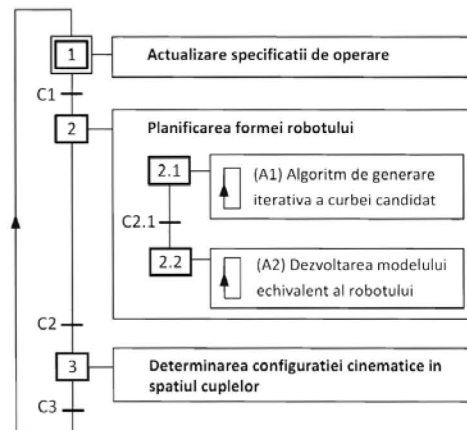 1
Actualizare specificatii de operare
C1
2
Planificarea formei robotului
2.1
(A1) Algoritm de generare
iterativa a curbei candidat
C2.1
2.2
(A2) Dezvoltarea modelului
echivalent al robotului
C2
3
Determinarea configuratiei cinematice in
spatiul cuplelor
C3